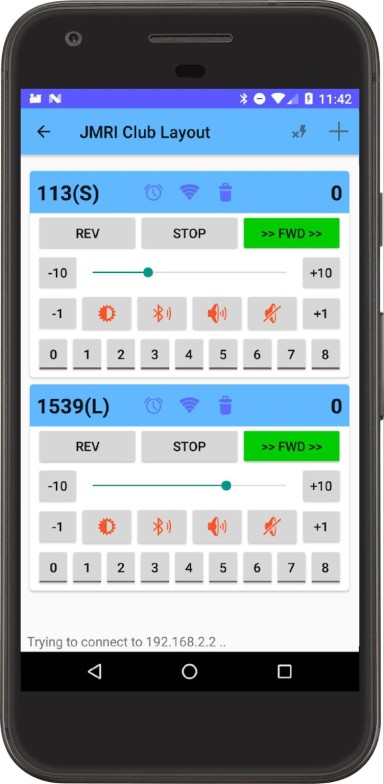 11:42
JMRI Club Layout
113(S) 0
REV STOP >> FWD >>
-10 +10
-1 +1
0 1 2 3 4 5 6 7 8
1539(L) 0
REV STOP >> FWD >>
-10 +10
-1 +1
0 1 2 3 4 5 6 7 8
Trying to connect to 192.168.2.2 ..